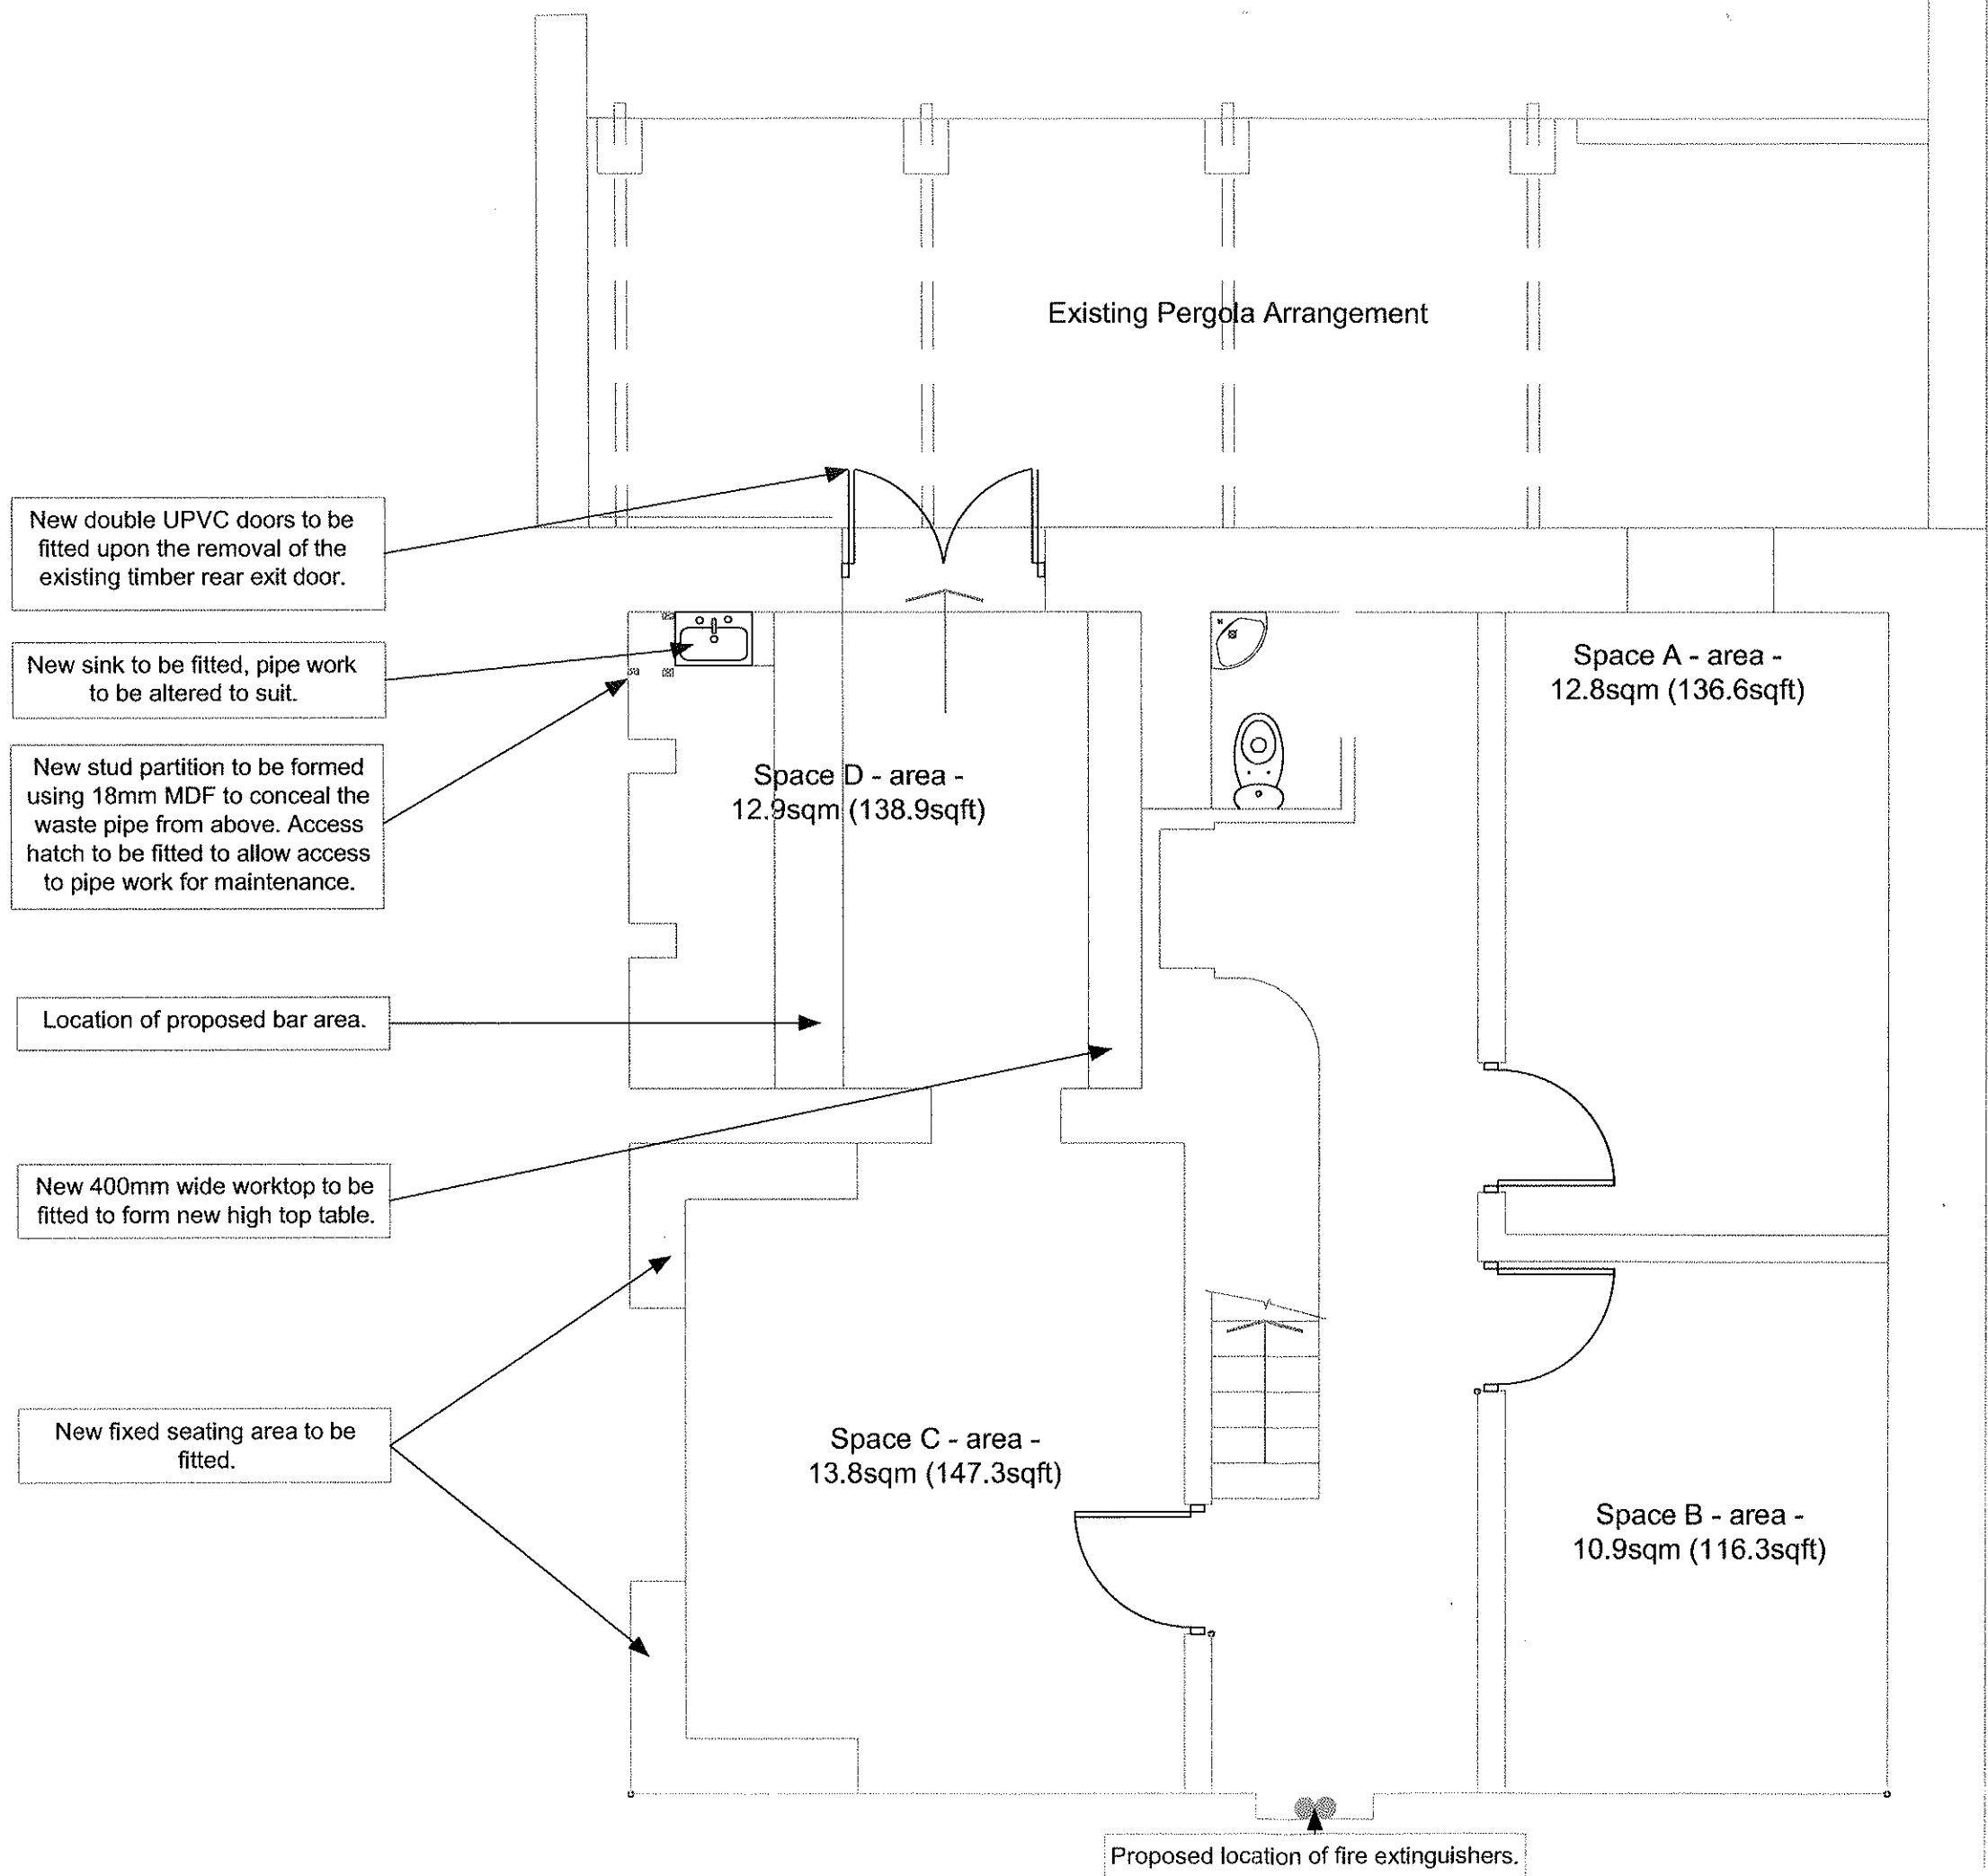 Existing Pergola Arrangement
New double UPVC doors to be
fitted upon the removal of the
existing timber rear exit door.
New sink to be fitted, pipe work
to be altered to suit.
New stud partition to be formed
using 18mm MDF to conceal the
waste pipe from above. Access
hatch to be fitted to allow access
to pipe work for maintenance.
Space A - area -
12.8sqm (136.6sqft)
Space D - area -
12.9sqm (138.9sqft)
Location of proposed bar area.
New 400mm wide worktop to be
fitted to form new high top table.
New fixed seating area to be
fitted.
Space C - area -
13.8sqm (147.3sqft)
Space B - area -
10.9sqm (116.3sqft)
Proposed location of fire extinguishers.